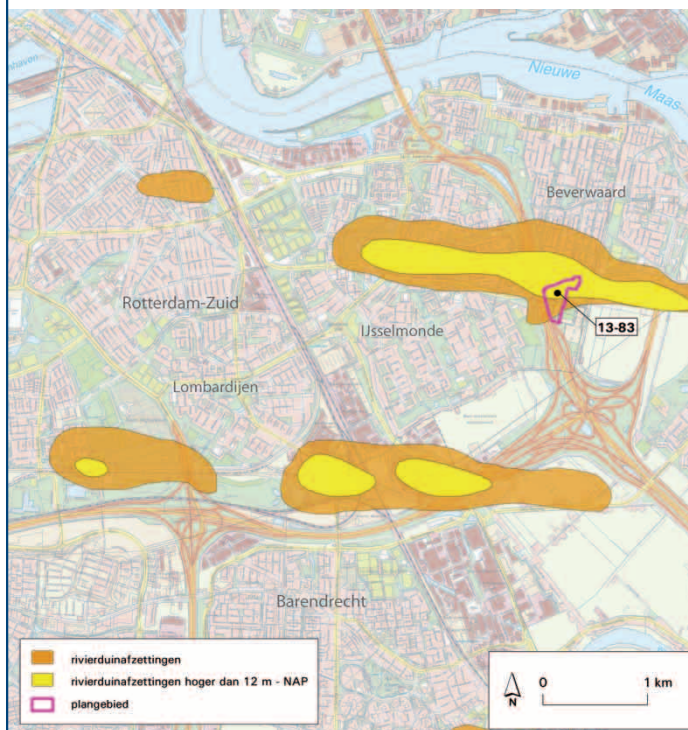 Nieuwe
Maas
Beverwaard
Rotterdam-Zuid
IJsselmonde
13-83
Lombardijen
Barendrecht
rivierduinafzettingen
rivierduinafzettingen hoger dan 12 m - NAP
plangebied
N
0
1 km